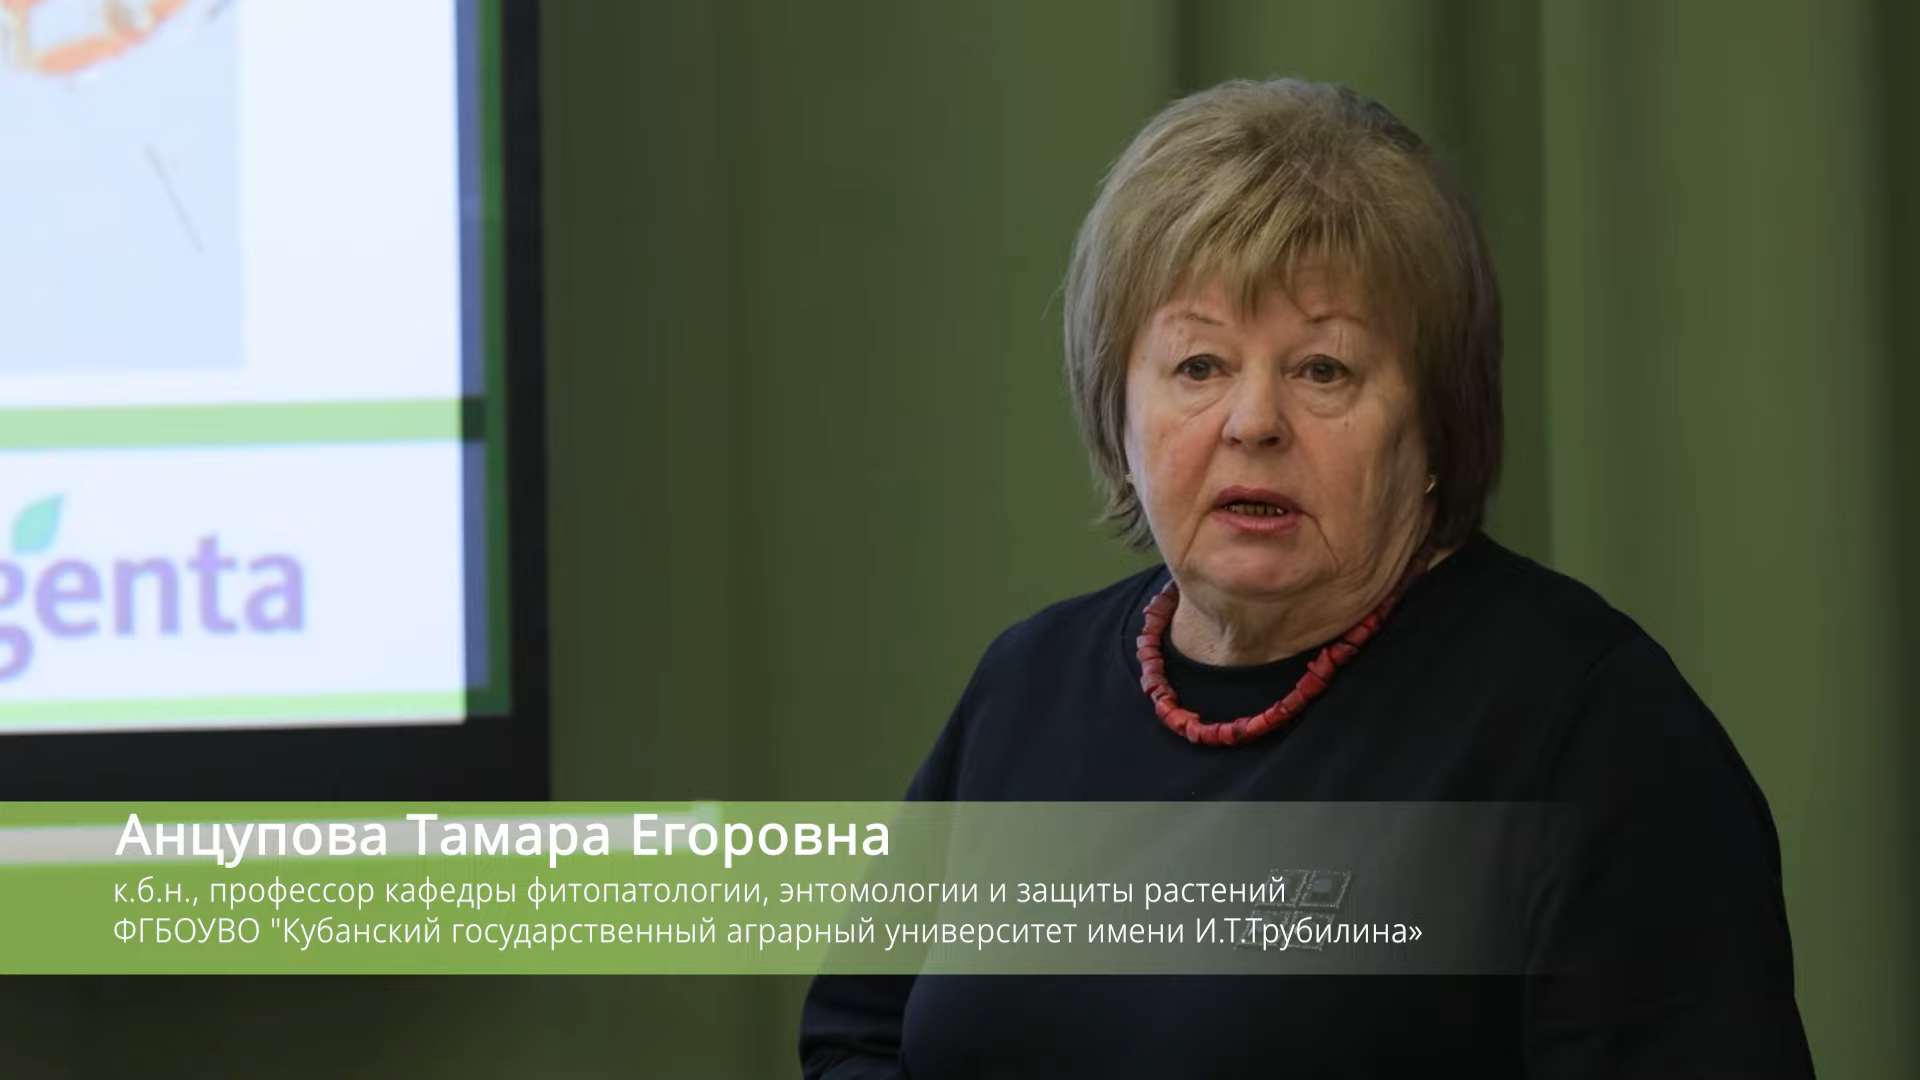 genta
Анцупова Тамара Егоровна
к.б.н., профессор кафедры фитопатологии, энтомологии и защиты растений
ФГБОУВО "Кубанский государственный аграрный университет имени И.Т.Трубилина»